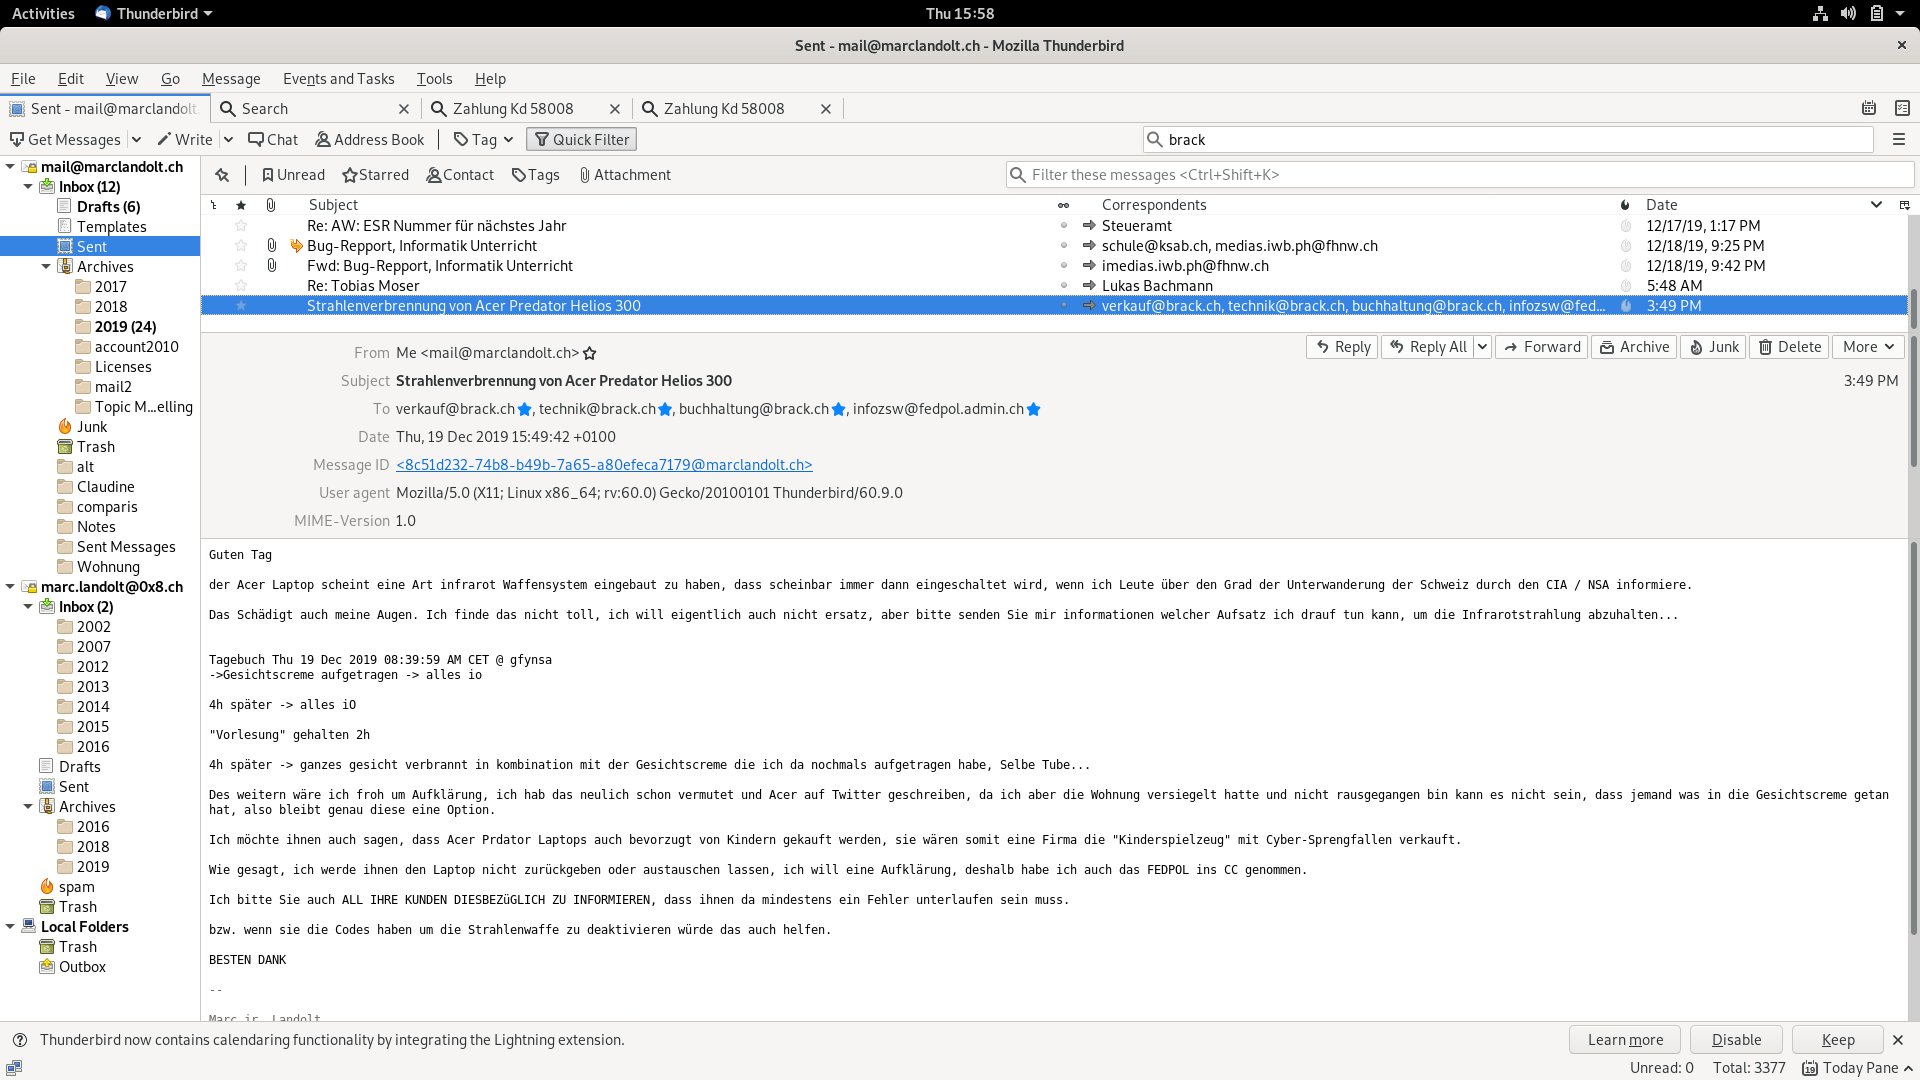 Activities Thunderbird Thu 15:58
Sent - mail@marclandolt.ch - Mozilla Thunderbird
File Edit View Go Message Events and Tasks Tools Help
Sent - mail@marclandolt. Search Zahlung Kd 58008 Zahlung Kd 58008
Get Messages Write Chat Address Book Tag Quick Filter brack
mail@marclandolt.ch
Inbox (12)
Drafts (6)
Templates
Sent
Archives
2017
2018
2019 (24)
account2010
Licenses
mail2
Topic M...elling
Junk
Trash
alt
Claudine
comparis
Notes
Sent Messages
Wohnung
marc.landolt@0x8.ch
Inbox (2)
2002
2007
2012
2013
2014
2015
2016
Drafts
Sent
Archives
2016
2018
2019
spam
Trash
Local Folders
Trash
Outbox
Unread Starred Contact Tags Attachment Filter these messages <Ctrl+Shift+K>
Subject Correspondents Date
Re: AW: ESR Nummer für nächstes Jahr Steueramt 12/17/19, 1:17 PM
Bug-Repport, Informatik Unterricht schule@ksab.ch, medias.iwb.ph@fhnw.ch 12/18/19, 9:25 PM
Fwd: Bug-Repport, Informatik Unterricht imedias.iwb.ph@fhnw.ch 12/18/19, 9:42 PM
Re: Tobias Moser Lukas Bachmann 5:48 AM
Strahlenverbrennung von Acer Predator Helios 300 verkauf@brack.ch, technik@brack.ch, buchhaltung@brack.ch, infozsw@fed... 3:49 PM
From Me <mail@marclandolt.ch> Reply Reply All Forward Archive Junk Delete More
Subject Strahlenverbrennung von Acer Predator Helios 300 3:49 PM
To verkauf@brack.ch, technik@brack.ch, buchhaltung@brack.ch, infozsw@fedpol.admin.ch
Date Thu, 19 Dec 2019 15:49:42 +0100
Message ID <8c51d232-74b8-b49b-7a65-a80efeca7179@marclandolt.ch>
User agent Mozilla/5.0 (X11; Linux x86_64; rv:60.0) Gecko/20100101 Thunderbird/60.9.0
MIME-Version 1.0
Guten Tag
der Acer Laptop scheint eine Art infrarot Waffensystem eingebaut zu haben, dass scheinbar immer dann eingeschaltet wird, wenn ich Leute über den Grad der Unterwanderung der Schweiz durch den CIA / NSA informiere.
Das Schädigt auch meine Augen. Ich finde das nicht toll, ich will eigentlich auch nicht ersatz, aber bitte senden Sie mir informationen welcher Aufsatz ich drauf tun kann, um die Infrarotstrahlung abzuhalten...
Tagebuch Thu 19 Dec 2019 08:39:59 AM CET @ gfynsa
->Gesichtscreme aufgetragen -> alles io
4h später -> alles iO
"Vorlesung" gehalten 2h
4h später -> ganzes gesicht verbrannt in kombination mit der Gesichtscreme die ich da nochmals aufgetragen habe, Selbe Tube...
Des weitern wäre ich froh um Aufklärung, ich hab das neulich schon vermutet und Acer auf Twitter geschreiben, da ich aber die Wohnung versiegelt hatte und nicht rausgegangen bin kann es nicht sein, dass jemand was in die Gesichtscreme getan
hat, also bleibt genau diese eine Option.
Ich möchte ihnen auch sagen, dass Acer Prdator Laptops auch bevorzugt von Kindern gekauft werden, sie wären somit eine Firma die "Kinderspielzeug" mit Cyber-Sprengfallen verkauft.
Wie gesagt, ich werde ihnen den Laptop nicht zurückgeben oder austauschen lassen, ich will eine Aufklärung, deshalb habe ich auch das FEDPOL ins CC genommen.
Ich bitte Sie auch ALL IHRE KUNDEN DIESBEZüGLICH ZU INFORMIEREN, dass ihnen da mindestens ein Fehler unterlaufen sein muss.
bzw. wenn sie die Codes haben um die Strahlenwaffe zu deaktivieren würde das auch helfen.
BESTEN DANK
--
Marc jr. Landolt
Thunderbird now contains calendaring functionality by integrating the Lightning extension. Learn more Disable Keep
Unread: 0 Total: 3377 19 Today Pane